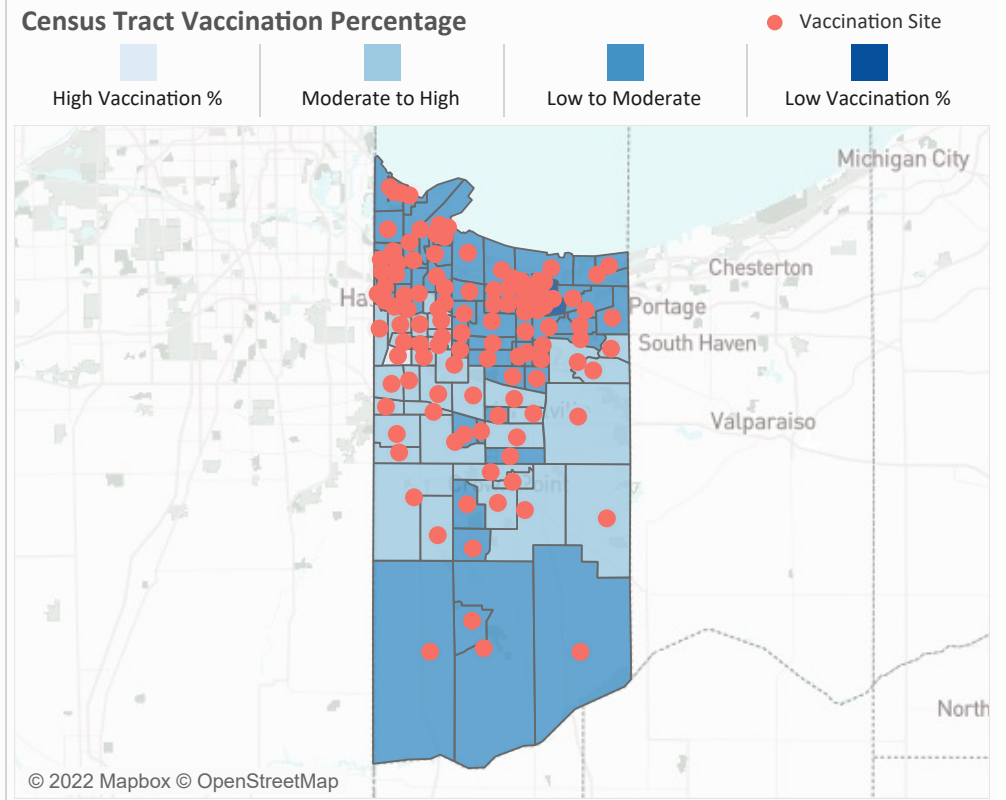 Census Tract Vaccination Percentage
Vaccination Site
High Vaccination %
Moderate to High
Low to Moderate
Low Vaccination %
Michigan City
Chesterton
Portage
South Haven
Valparaiso
North
© 2022 Mapbox © OpenStreetMap